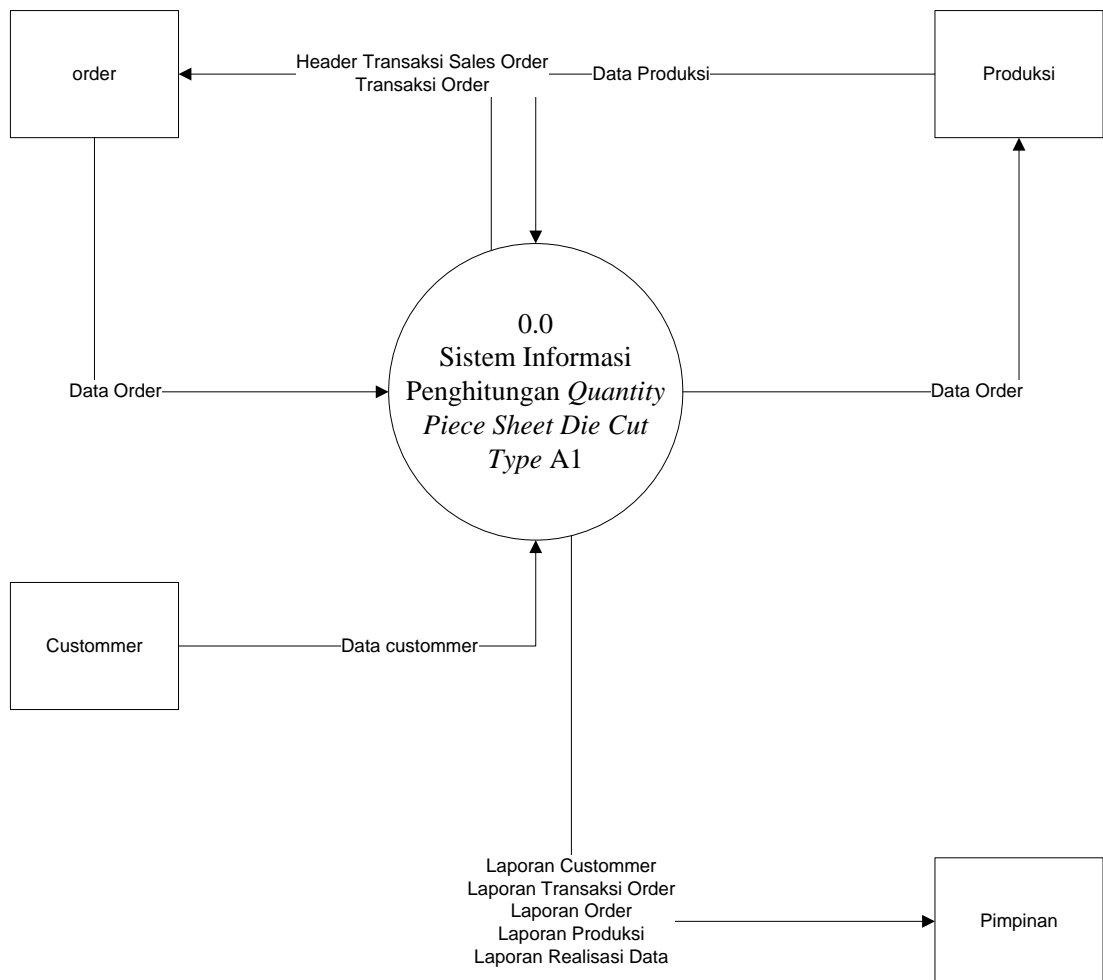 order
Header Transaksi Sales Order
Transaksi Order
Data Produksi
Produksi
0.0
Sistem Informasi
Penghitungan Quantity
Piece Sheet Die Cut
Type A1
Data Order
Data Order
Custommer
Data custommer
Laporan Custommer
Laporan Transaksi Order
Laporan Order
Laporan Produksi
Laporan Realisasi Data
Pimpinan